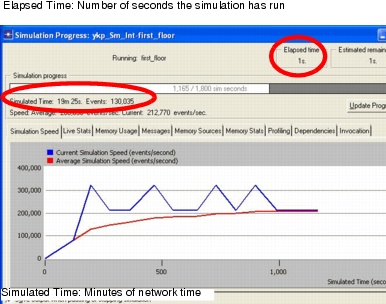 Elapsed Time: Number of seconds the simulation has run
Simulation Progress: ykp_Sm_Int-first_floor
Running: first_floor
Elapsed time
1s.
Estimated remain
1s.
Simulation progress
1,165 / 1,800 sim seconds
Simulated Time: 19m 25s. Events: 130,035
Speed: Average: events/sec. Current: 212,770 events/sec.
Update Prog
Simulation Speed Live Stats Memory Usage Messages Memory Sources Memory Stats Profiling Dependencies Invocation
Current Simulation Speed (events/second)
Average Simulation Speed (events/second)
400,000
300,000
200,000
100,000
0
0
500
1,000
Simulated Time (sec
Simulated Time: Minutes of network time